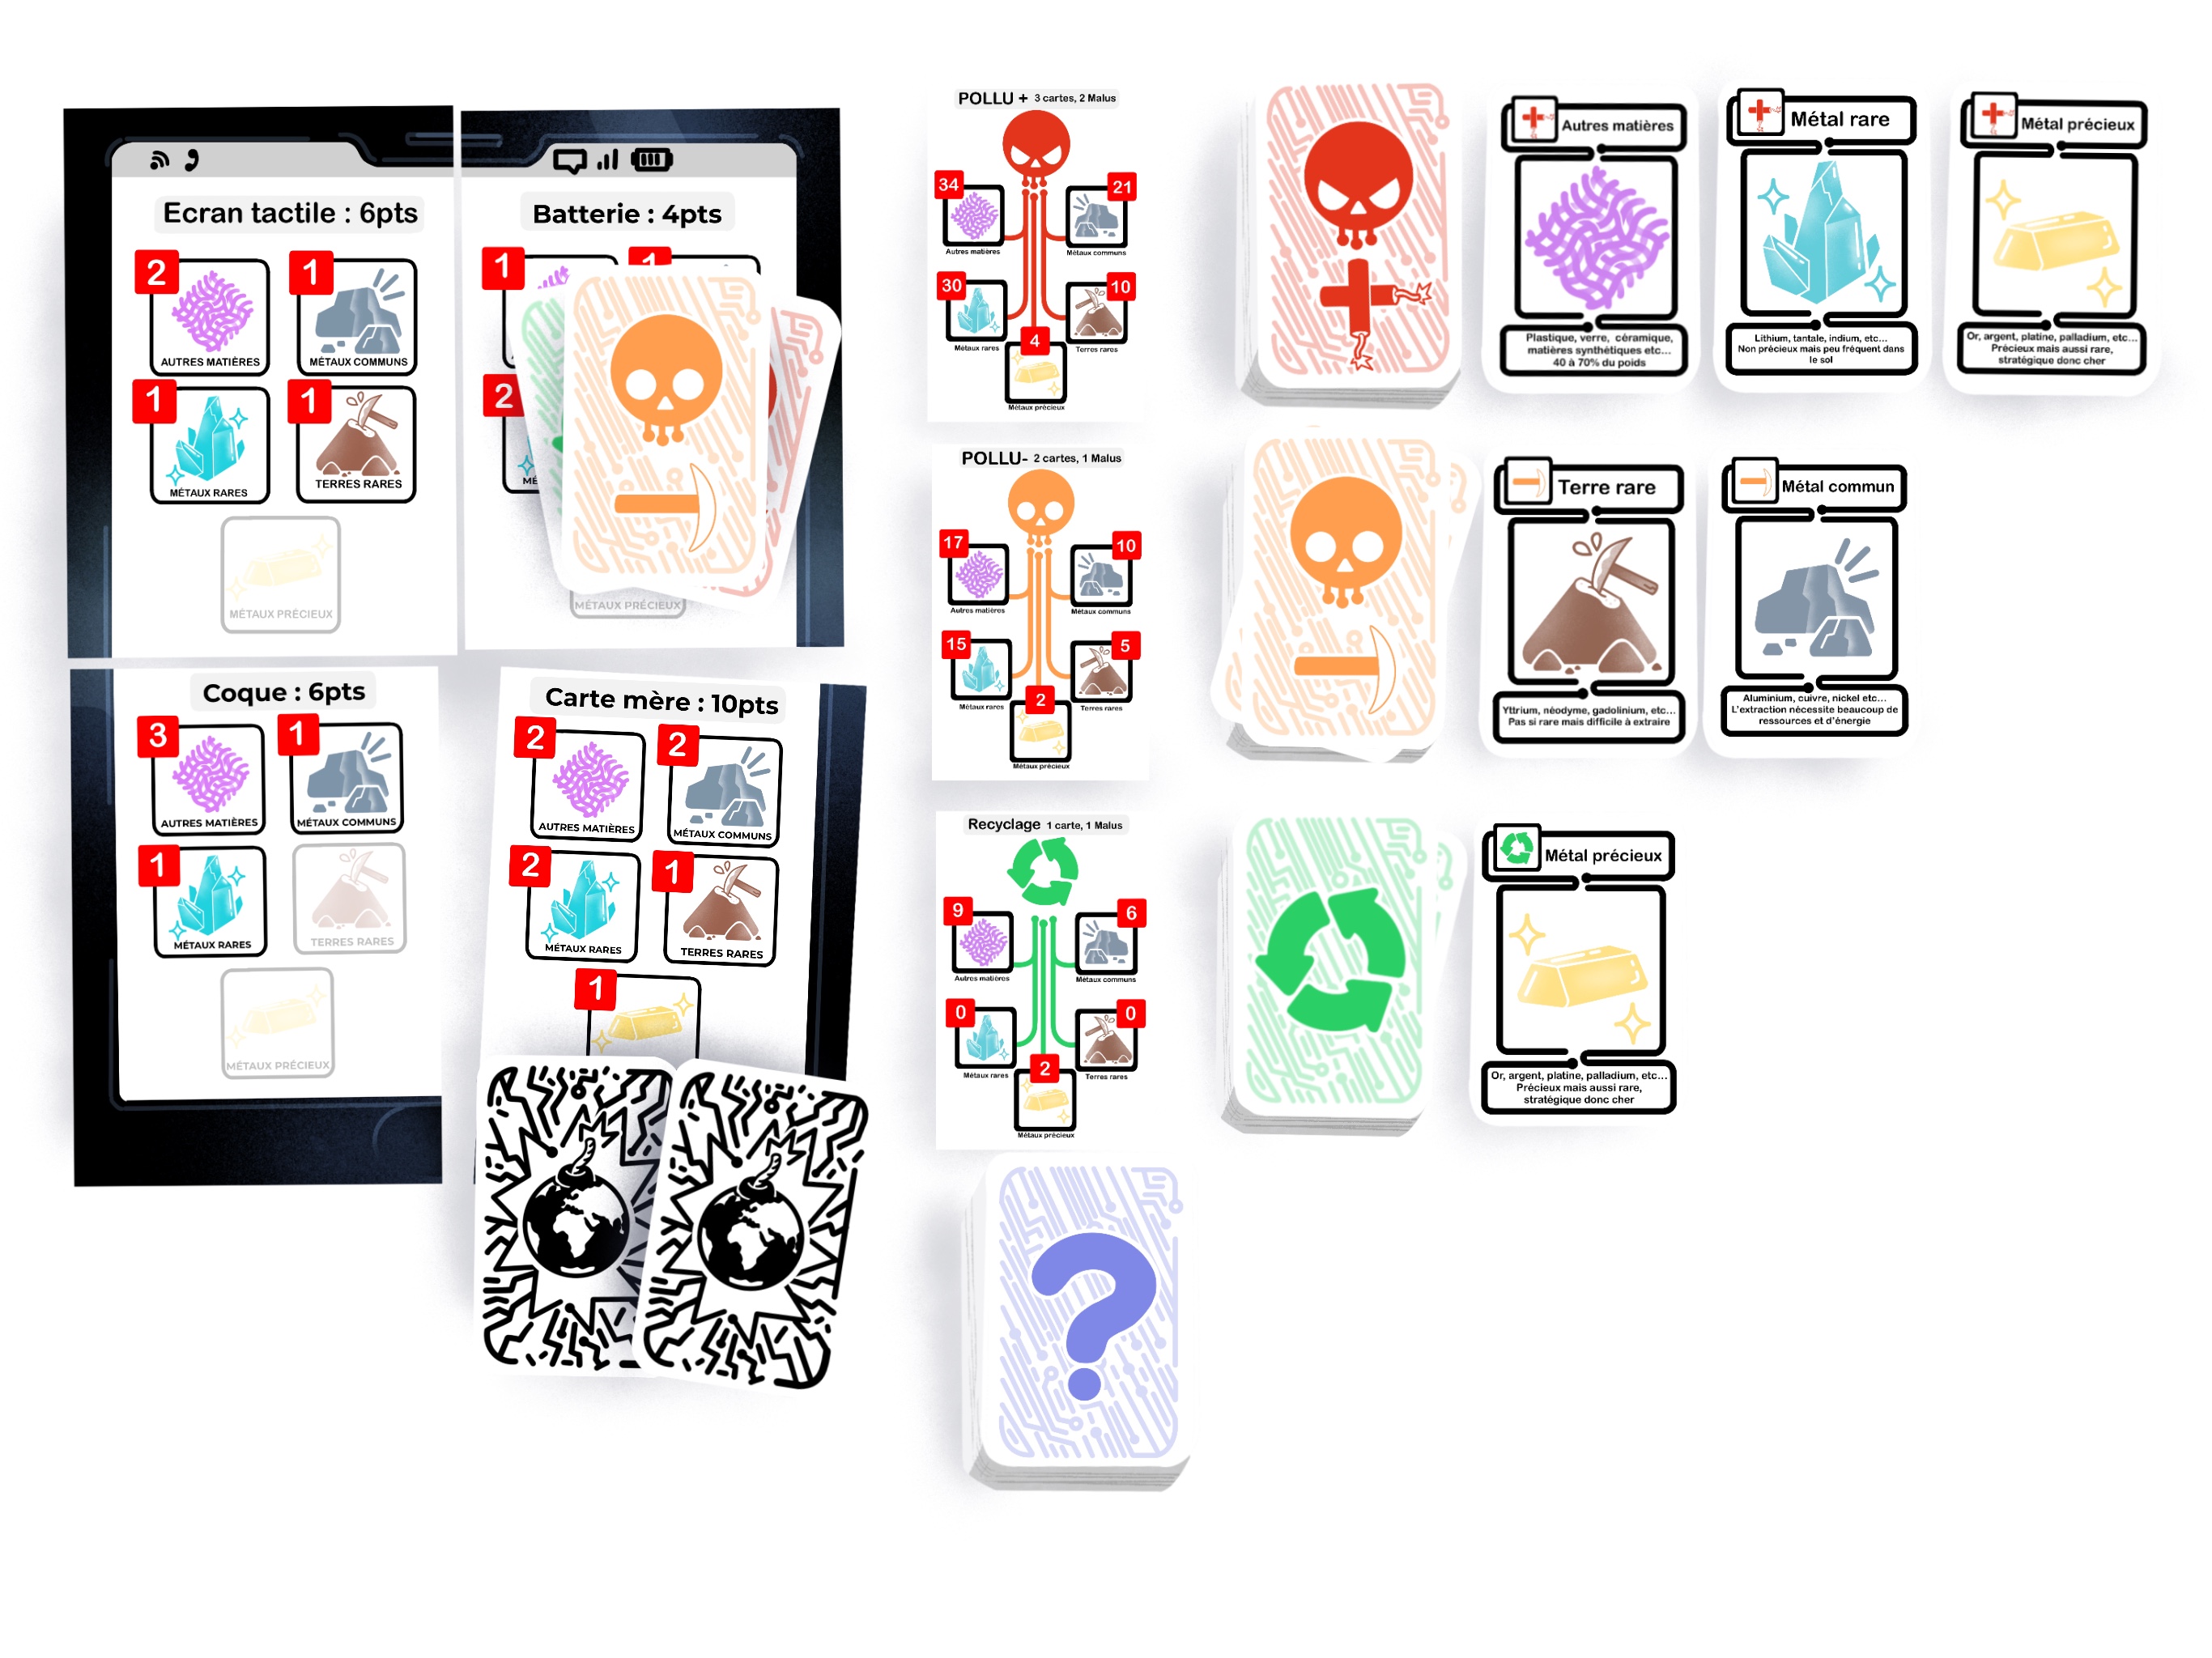 Ecran tactile : 6pts
2
AUTRES MATIÈRES
1
MÉTAUX COMMUNS
1
MÉTAUX RARES
1
TERRES RARES
MÉTAUX PRÉCIEUX
Batterie : 4pts
1
1
2
MÉ
MÉTAUX PRÉCIEUX
Coque : 6pts
3
AUTRES MATIÈRES
1
MÉTAUX COMMUNS
1
MÉTAUX RARES
TERRES RARES
MÉTAUX PRÉCIEUX
Carte mère : 10pts
2
AUTRES MATIÈRES
2
MÉTAUX COMMUNS
2
MÉTAUX RARES
1
TERRES RARES
1
POLLU + 3 cartes, 2 Malus
34
Autres matières
21
Métaux communs
30
Métaux rares
10
Terres rares
4
Métaux précieux
POLLU- 2 cartes, 1 Malus
17
Autres matières
10
Métaux communs
15
Métaux rares
5
Terres rares
2
Métaux précieux
Recyclage 1 carte, 1 Malus
9
Autres matières
6
Métaux communs
0
Métaux rares
0
Terres rares
2
Métaux précieux
?
Autres matières
Plastique, verre, céramique,
matières synthétiques etc...
40 à 70% du poids
Métal rare
Lithium, tantale, indium, etc...
Non précieux mais peu fréquent dans
le sol
Métal précieux
Or, argent, platine, palladium, etc...
Précieux mais aussi rare,
stratégique donc cher
Terre rare
Yttrium, néodyme, gadolinium, etc...
Pas si rare mais difficile à extraire
Métal commun
Aluminium, cuivre, nickel etc...
L'extraction nécessite beaucoup de
ressources et d'énergie
Métal précieux
Or, argent, platine, palladium, etc...
Précieux mais aussi rare,
stratégique donc cher